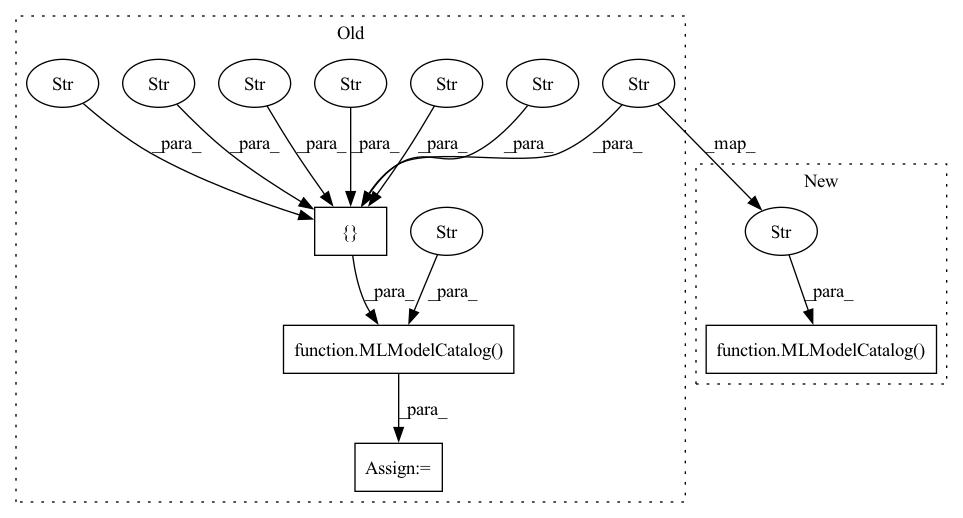 Old
Str Str Str Str Str Str Str
_para_ _para_ _para_ _para_ _para_ _para_ _para_ _map_
New
{} Str Str
_para_ _para_ _para_
function.MLModelCatalog() function.MLModelCatalog()
_para_
Assign:=